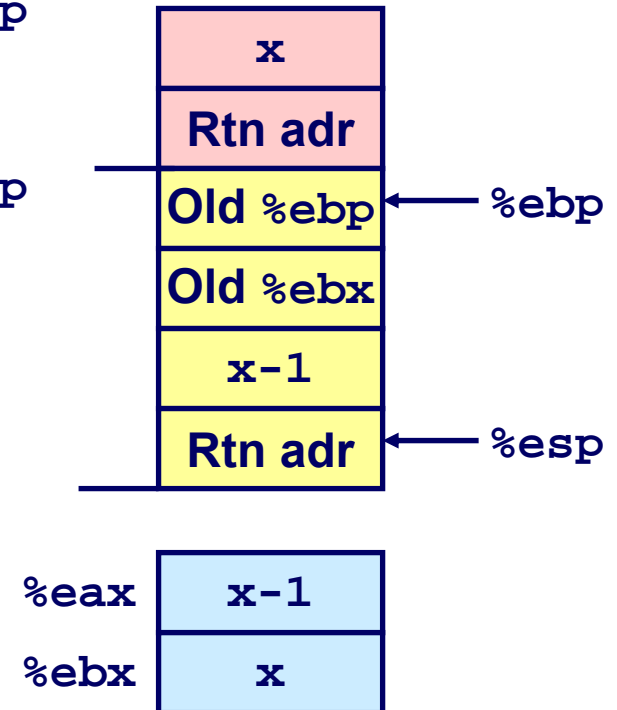 p
x
Rtn adr
p
Old %ebp %ebp
Old %ebx
x-1
Rtn adr %esp
%eax x-1
%ebx x